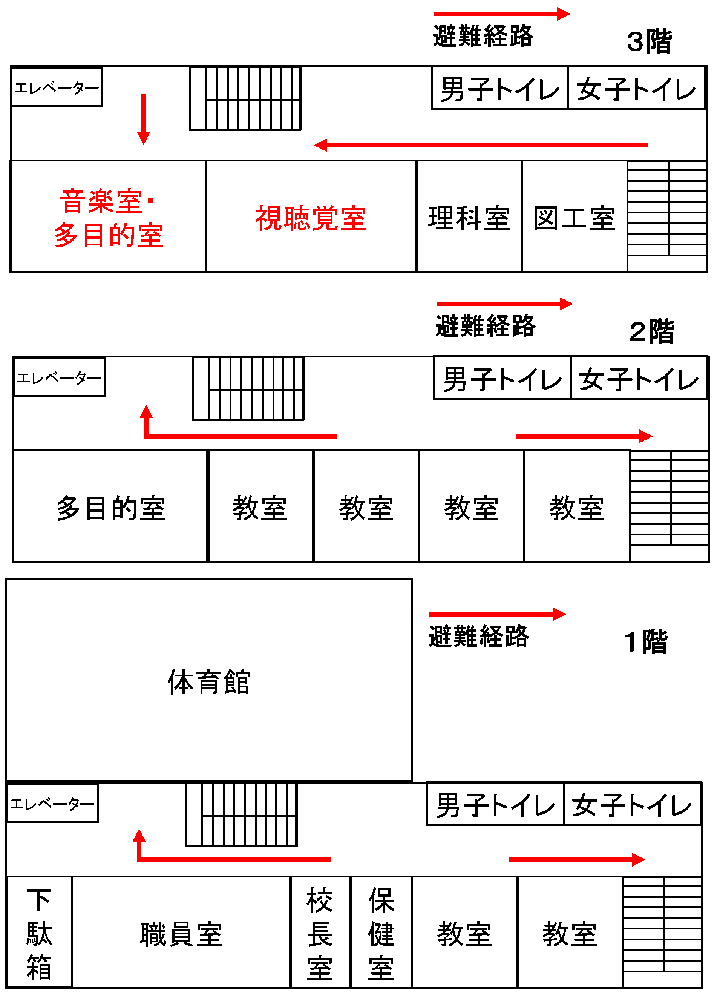 避難経路
３階
エレベーター
男子トイレ
女子トイレ
音楽室・
多目的室
視聴覚室
理科室
図工室
避難経路
２階
エレベーター
男子トイレ
女子トイレ
多目的室
教室
教室
教室
教室
体育館
避難経路
１階
エレベーター
男子トイレ
女子トイレ
下駄箱
職員室
校長室
保健室
教室
教室